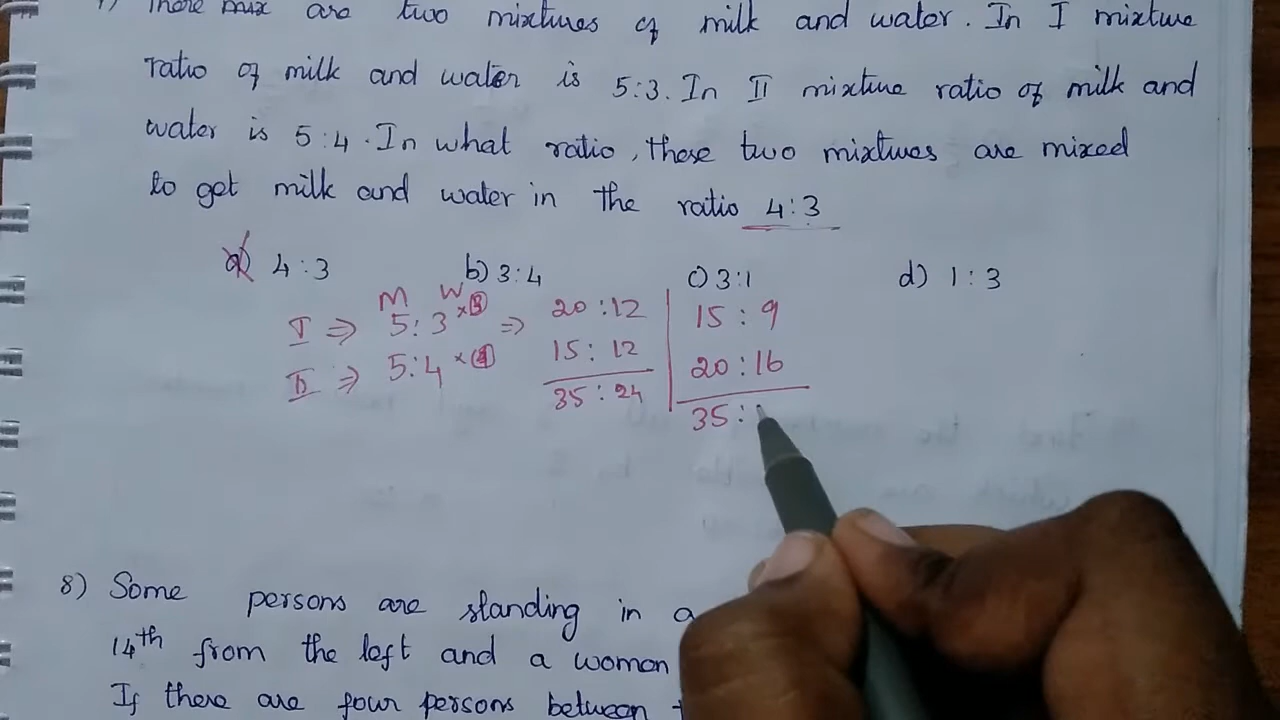 There mix are two mixtures of milk and water. In I mixture
ratio of milk and water is 5:3. In II mixture ratio of milk and
water is 5:4. In what ratio, these two mixtures are mixed
to get milk and water in the ratio 4:3
a) 4:3 b) 3:4 c) 3:1 d) 1:3
M W
I ⇒ 5:3 ⇒ 20:12 15:9
II ⇒ 5:4 15:12 20:16
35:24 35:
8) Some persons are standing in a
14th from the left and a woman
If there are four persons between